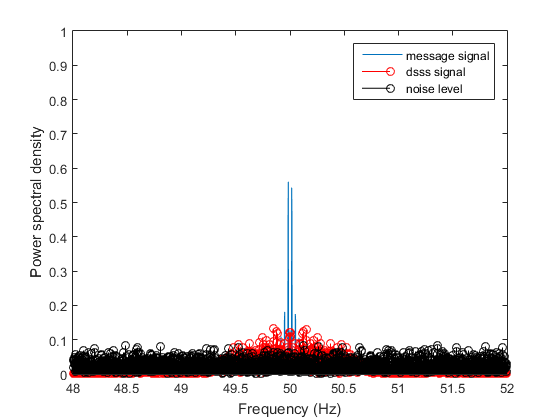 1
0.9
0.8
0.7
0.6
0.5
0.4
0.3
0.2
0.1
0
Power spectral density
message signal
dsss signal
noise level
48 48.5 49 49.5 50 50.5 51 51.5 52
Frequency (Hz)